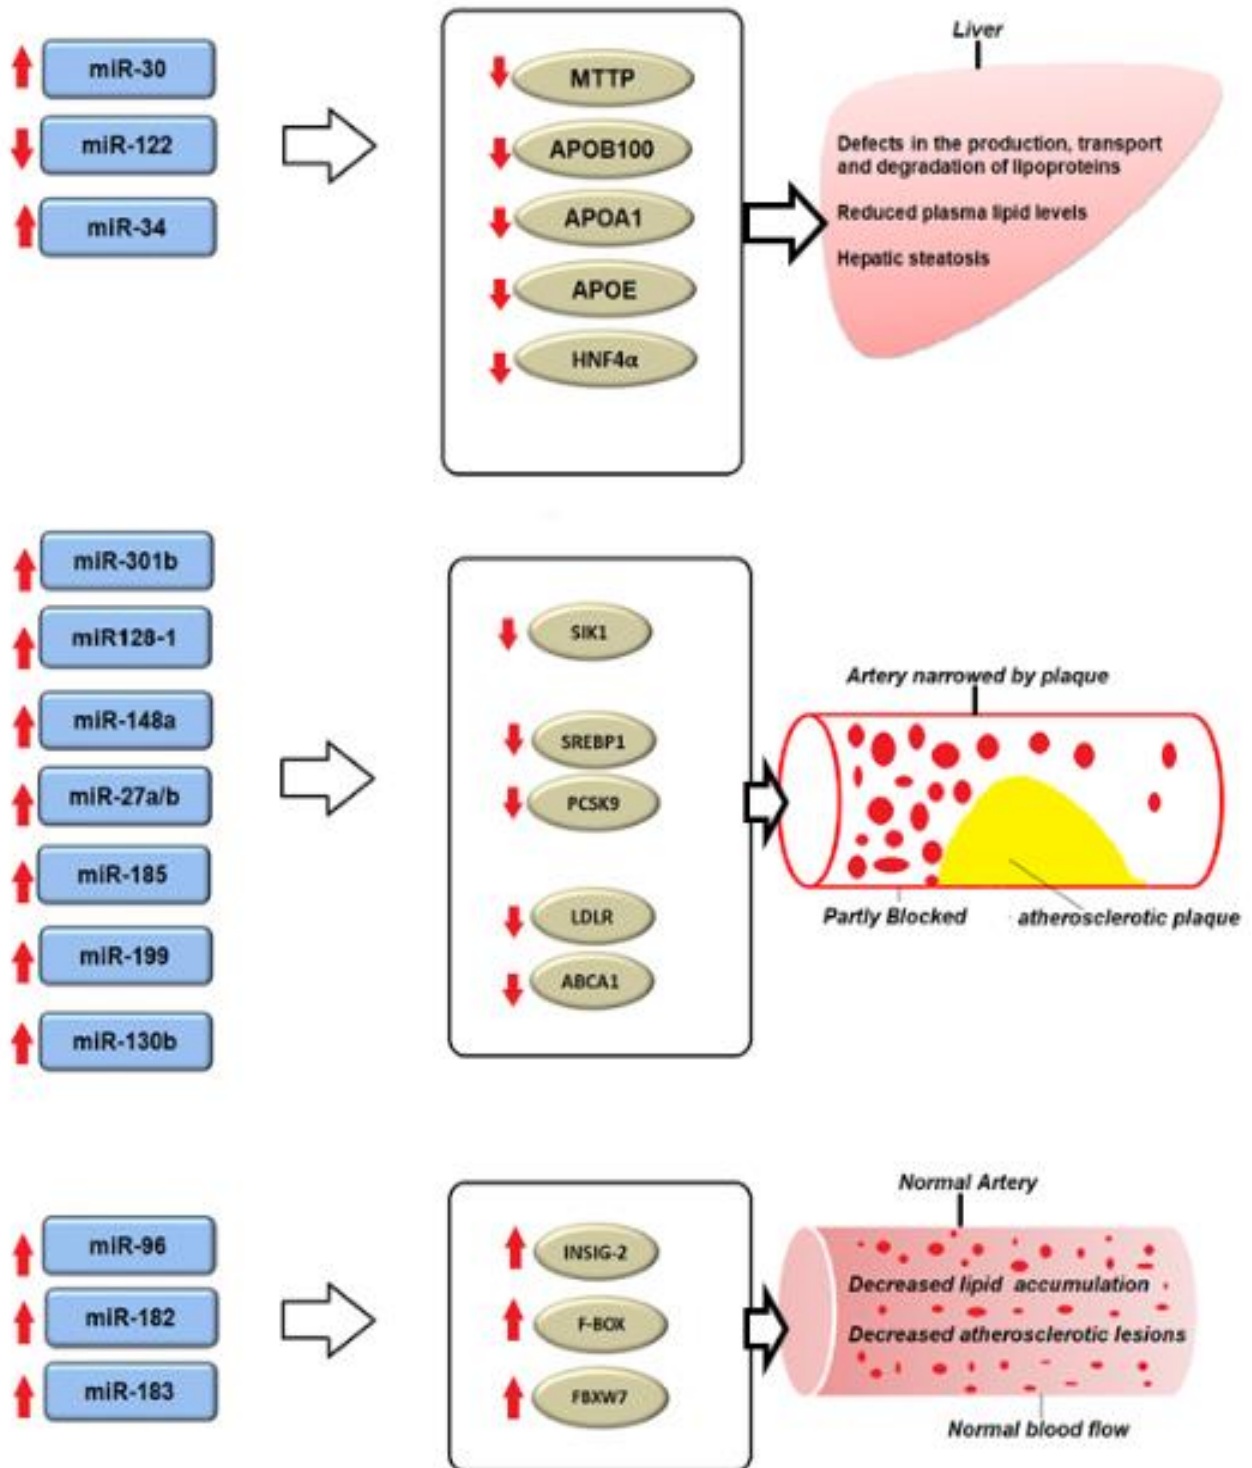 miR-30
miR-122
miR-34
MTTP
APOB100
APOA1
APOE
HNF4α
Liver
Defects in the production, transport
and degradation of lipoproteins
Reduced plasma lipid levels
Hepatic steatosis
miR-301b
miR128-1
miR-148a
miR-27a/b
miR-185
miR-199
miR-130b
SIK1
SREBP1
PCSK9
LDLR
ABCA1
Artery narrowed by plaque
Partly Blocked
atherosclerotic plaque
miR-96
miR-182
miR-183
INSIG-2
F-BOX
FBXW7
Normal Artery
Decreased lipid accumulation
Decreased atherosclerotic lesions
Normal blood flow